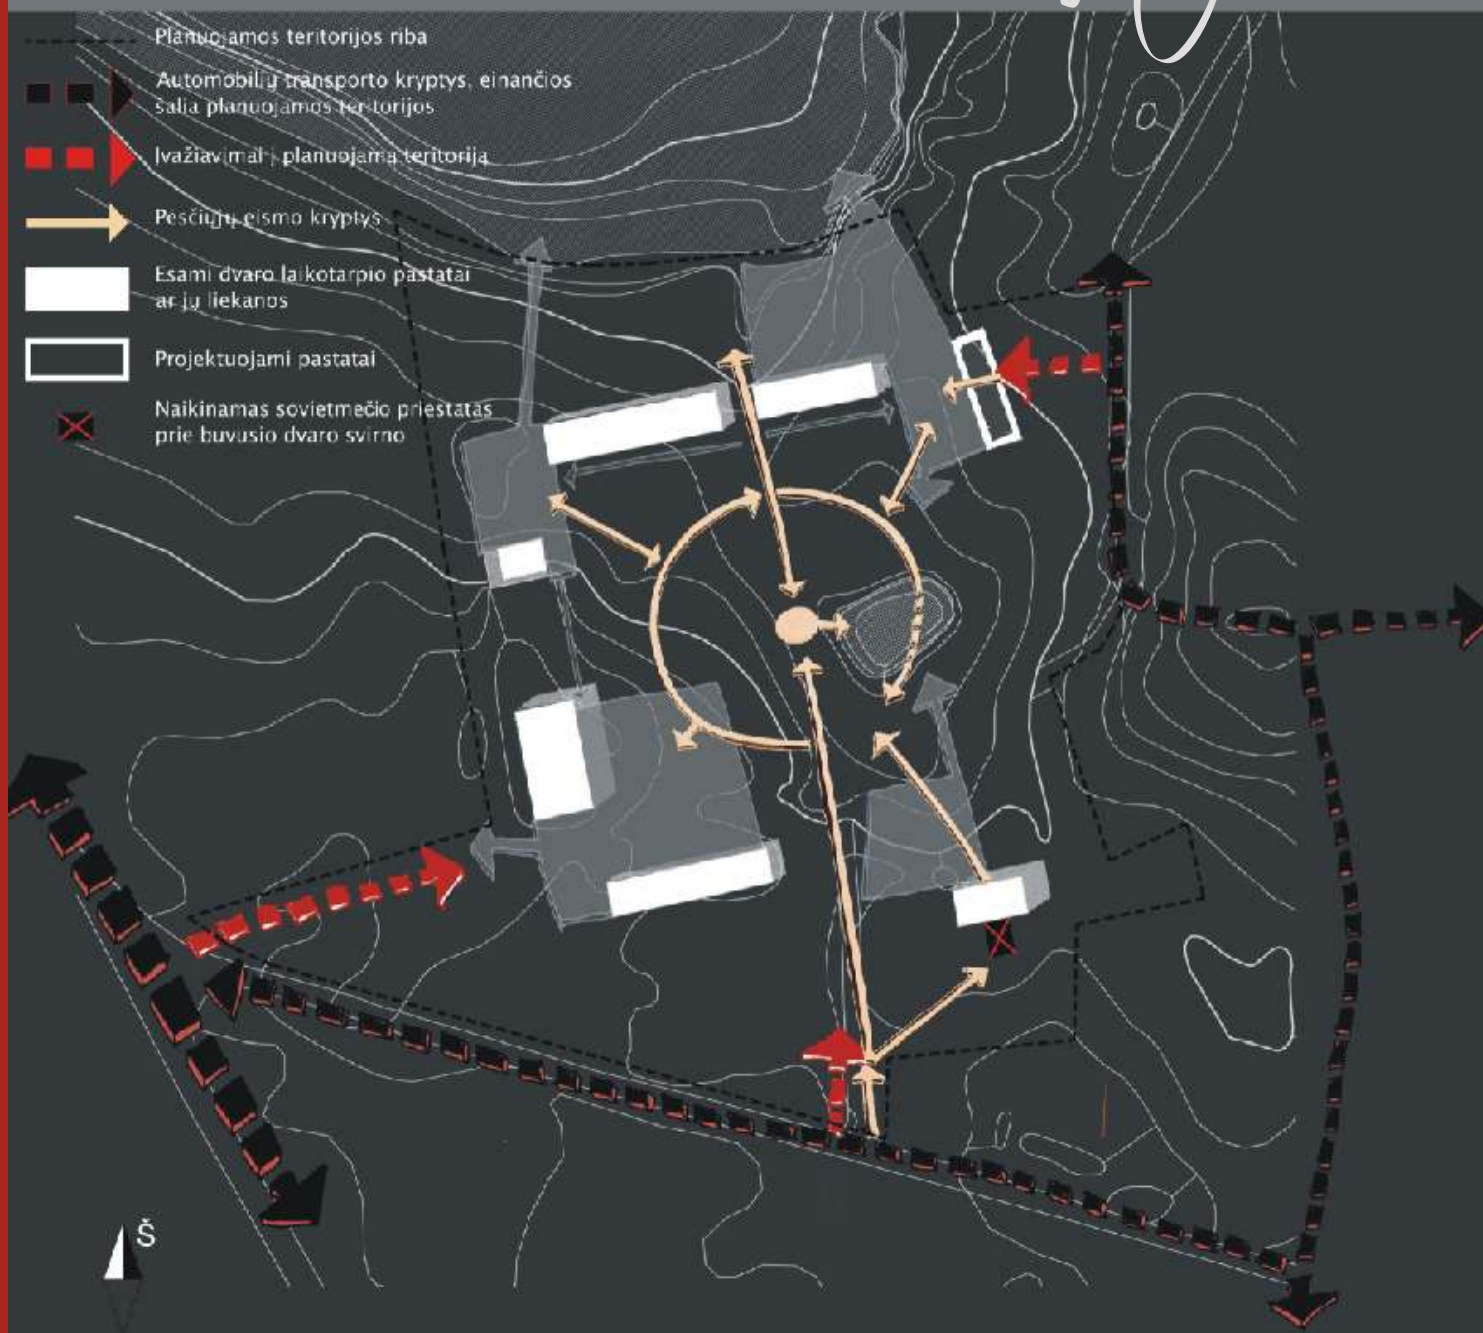 Planuojamos teritorijos riba
Automobilių transporto kryptys, einančios
šalia planuojamos teritorijos
Įvažiavimai į planuojamą teritoriją
Pėsčiųjų eismo kryptys
Esami dvaro laikotarpio pastatai
ar jų liekanos
Projektuojami pastatai
Naikinamas sovietmečio priestatas
prie buvusio dvaro svirno
Š